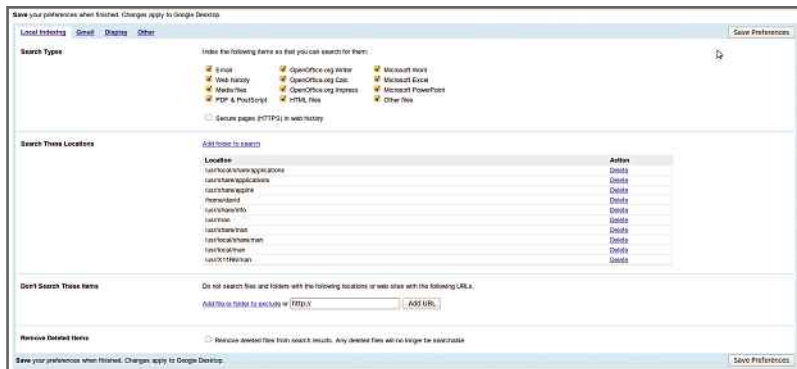 Save your preferences when finished. Changes apply to Google Desktop.
Local Indexing Gmail Display Other Save Preferences
Search Types Index the following items so that you can search for them:
Email OpenOffice.org Writer Microsoft Word
Web history OpenOffice.org Calc Microsoft Excel
Media files OpenOffice.org Impress Microsoft PowerPoint
PDF & PostScript HTML files Other files
Secure pages (HTTPS) in web history
Search These Locations Add folder to search
Location Action
/usr/local/share/applications Delete
/usr/share/applications Delete
/usr/share/applnk Delete
/home/david Delete
/usr/share/info Delete
/usr/man Delete
/usr/share/man Delete
/usr/local/share/man Delete
/usr/local/man Delete
/usr/X11R6/man Delete
Don't Search These Items Do not search files and folders with the following locations or web sites with the following URLs.
Add file or folder to exclude or http:// Add URL
Remove Deleted Items Remove deleted files from search results. Any deleted files will no longer be searchable
Save your preferences when finished. Changes apply to Google Desktop. Save Preferences